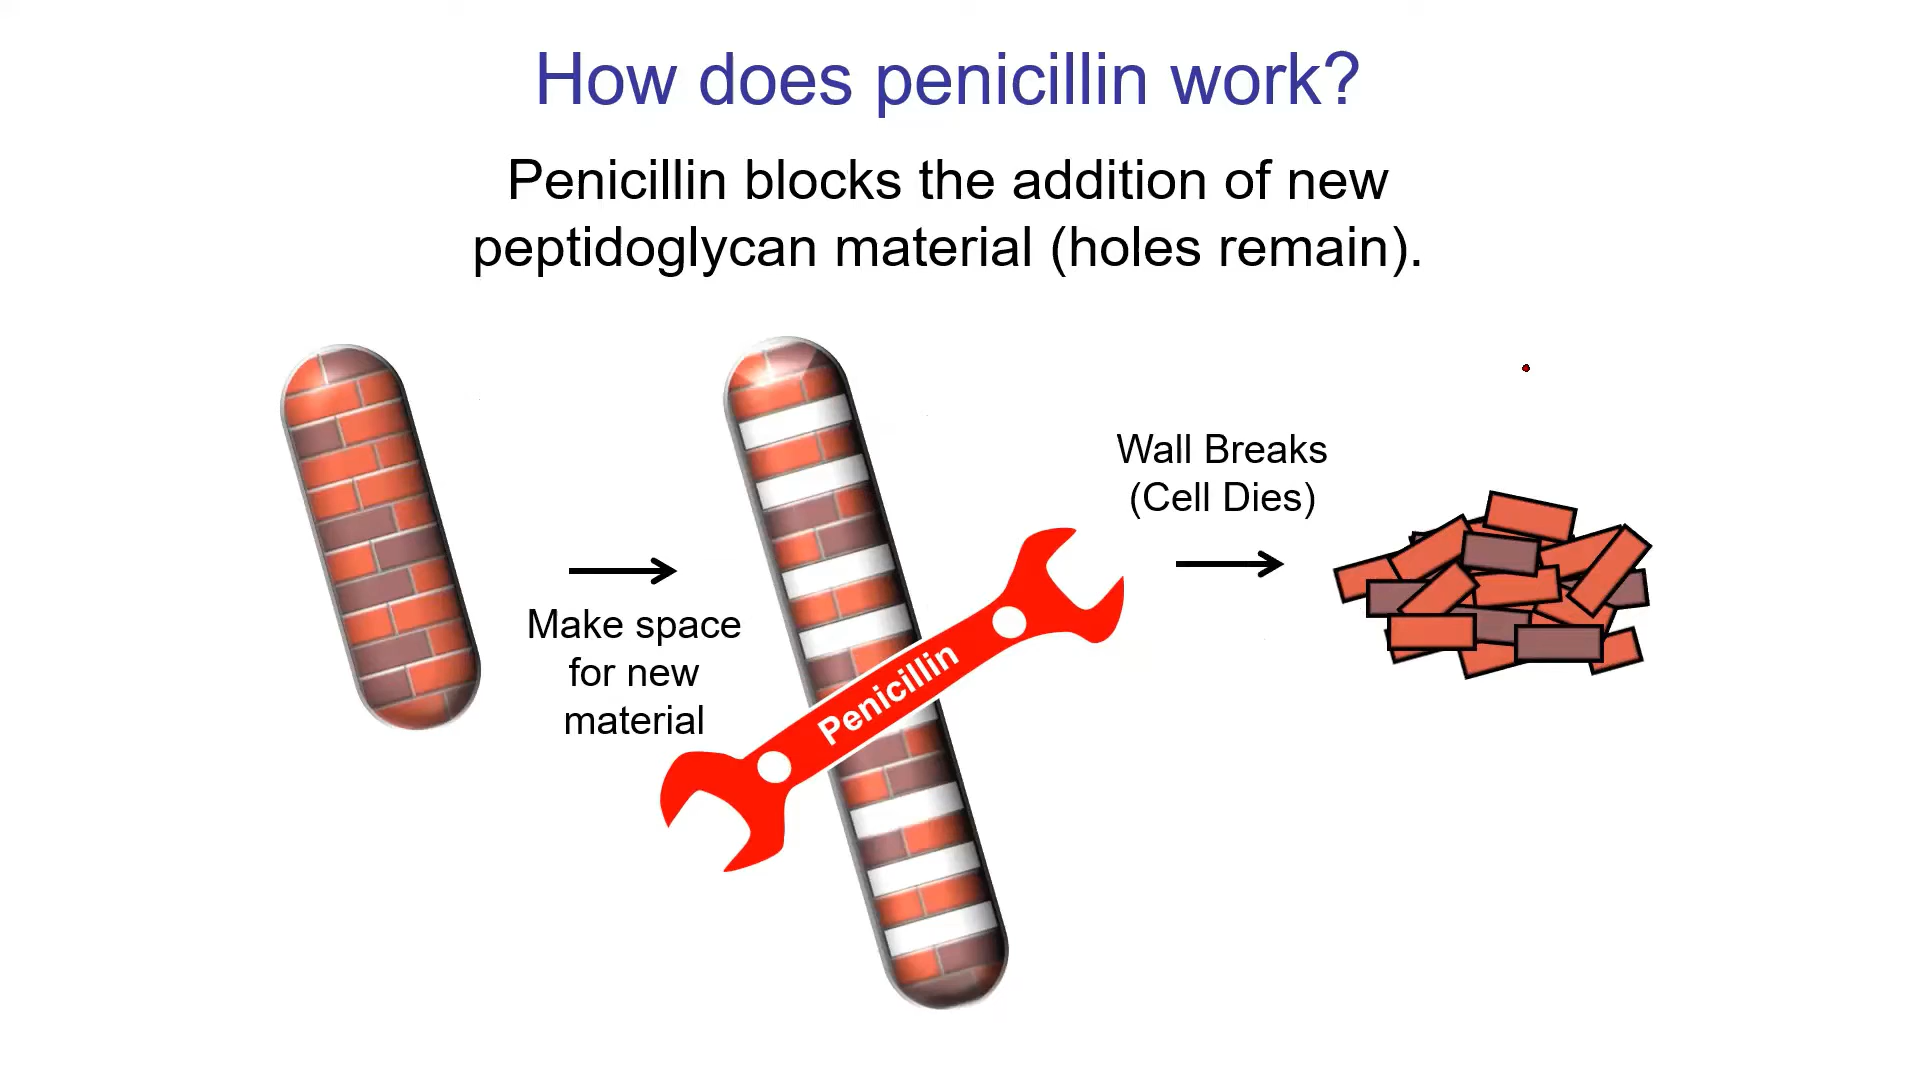 How does penicillin work?
Penicillin blocks the addition of new
peptidoglycan material (holes remain).
Make space
for new
material
Penicillin
Wall Breaks
(Cell Dies)